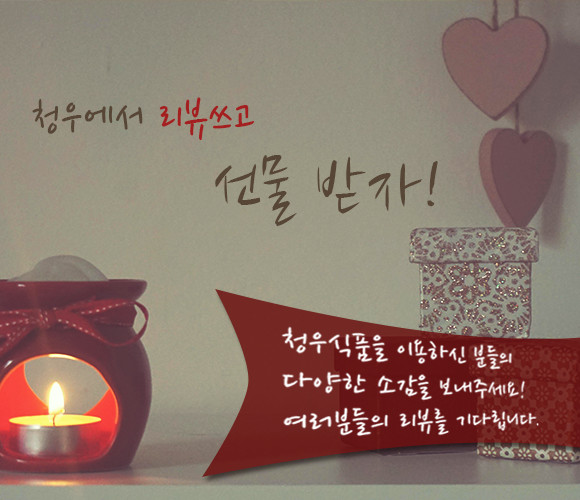 청우에서 리뷰쓰고
선물 받자!
청우식품을 이용하신 분들의
다양한 소감을 보내주세요!
여러분들의 리뷰를 기다립니다.